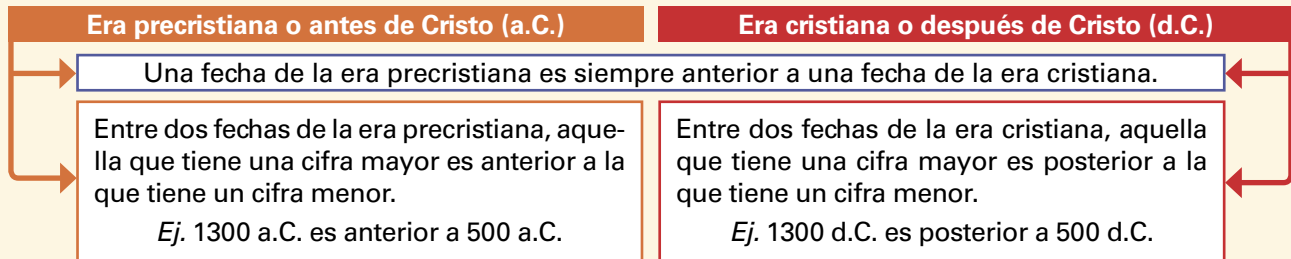 Era precristiana o antes de Cristo (a.C.)
Era cristiana o después de Cristo (d.C.)
Una fecha de la era precristiana es siempre anterior a una fecha de la era cristiana.
Entre dos fechas de la era precristiana, aque-
lla que tiene una cifra mayor es anterior a la
que tiene un cifra menor.
Ej. 1300 a.C. es anterior a 500 a.C.
Entre dos fechas de la era cristiana, aquella
que tiene una cifra mayor es posterior a la
que tiene un cifra menor.
Ej. 1300 d.C. es posterior a 500 d.C.